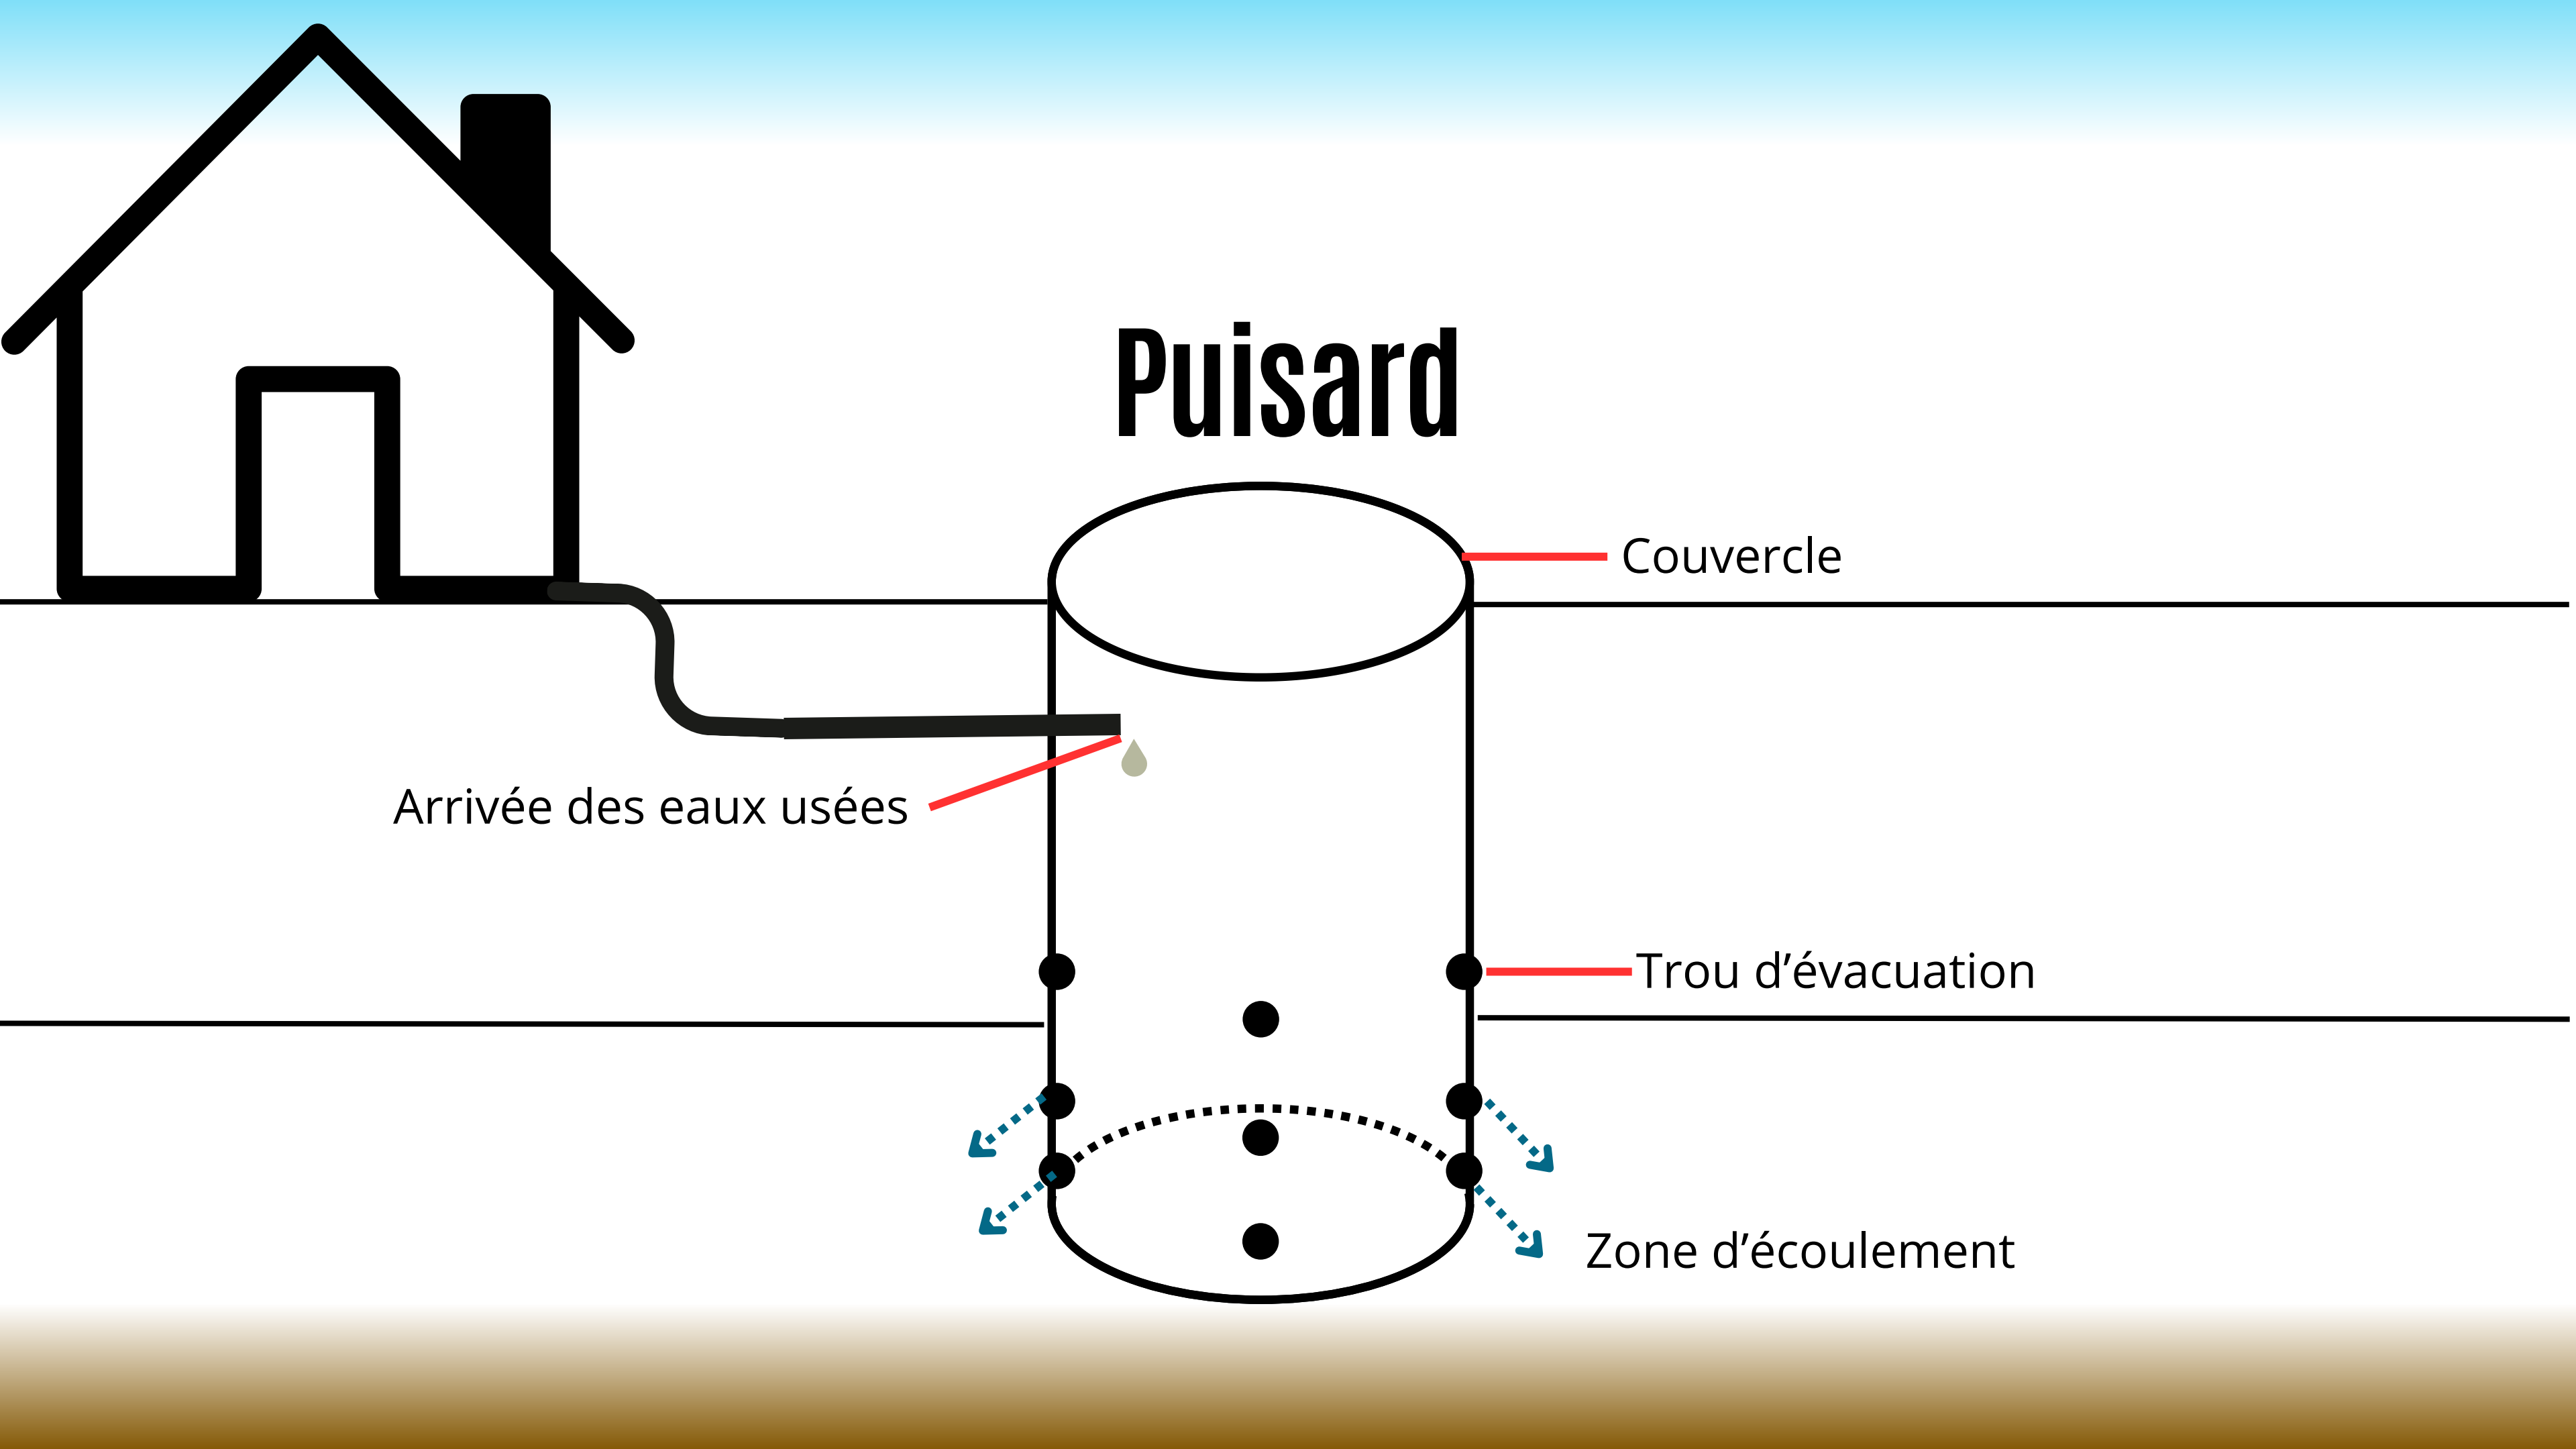 Puisard
Couvercle
Arrivée des eaux usées
Trou d’évacuation
Zone d’écoulement